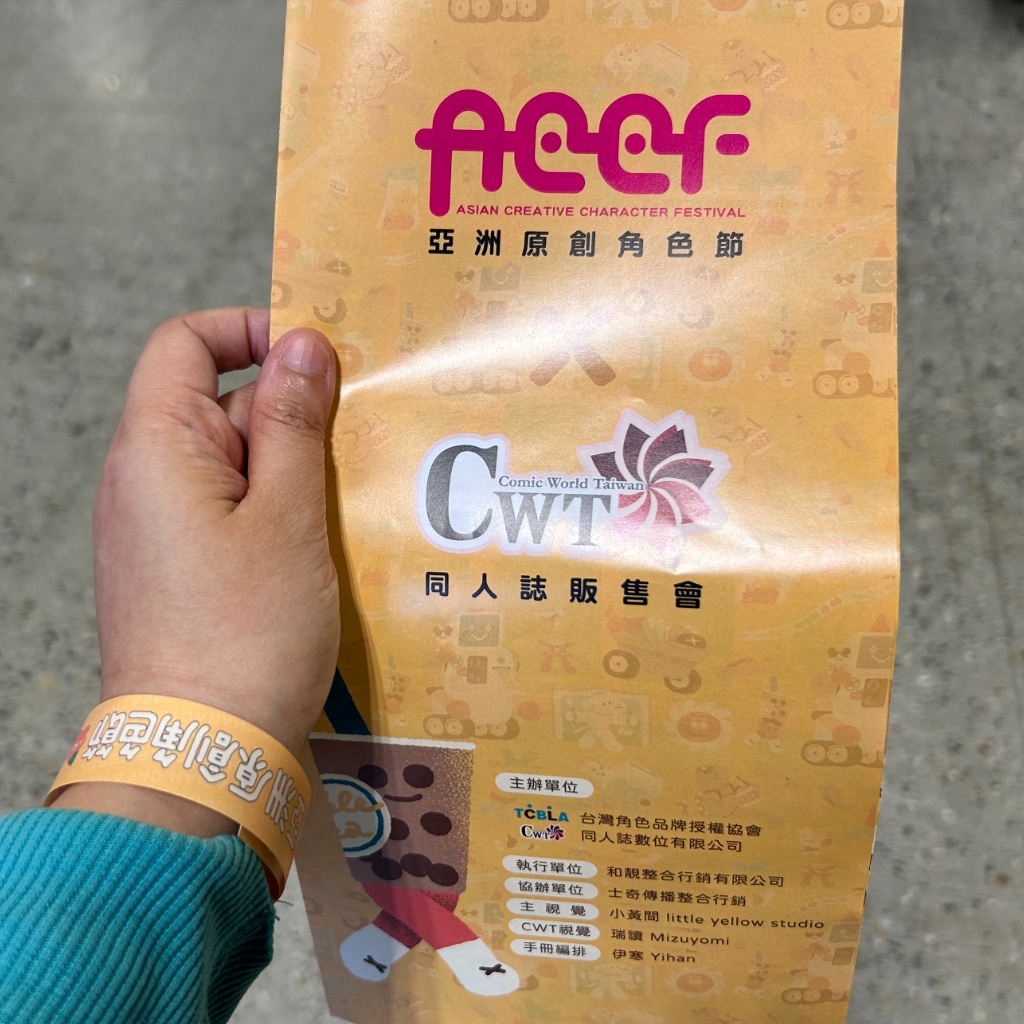 ACCF
ASIAN CREATIVE CHARACTER FESTIVAL
亞洲原創角色節
Comic World Taiwan
CWT
同人誌販售會
亞洲原創角色節
主辦單位
TCBLA 台灣角色品牌授權協會
CWT 同人誌數位有限公司
執行單位 和靚整合行銷有限公司
協辦單位 士奇傳播整合行銷
主視覺 小黃間 little yellow studio
CWT視覺 瑞讀 Mizuyomi
手冊編排 伊寒 Yihan